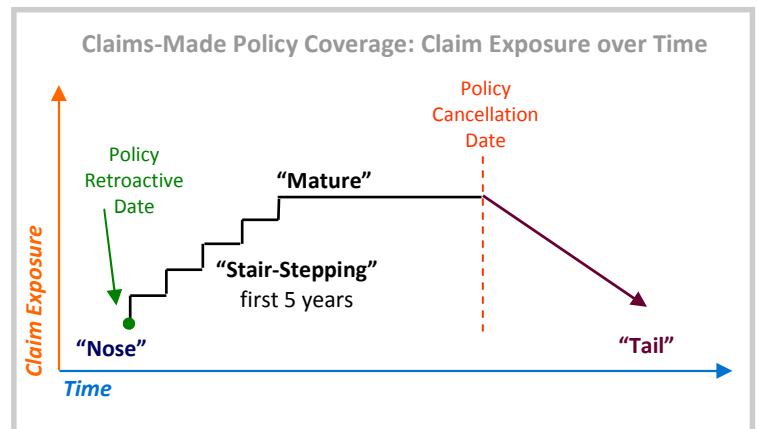 Claims-Made Policy Coverage: Claim Exposure over Time
Policy
Cancellation
Date
Policy
Retroactive
Date
“Mature”
“Stair-Stepping”
first 5 years
Claim Exposure
“Nose”
“Tail”
Time